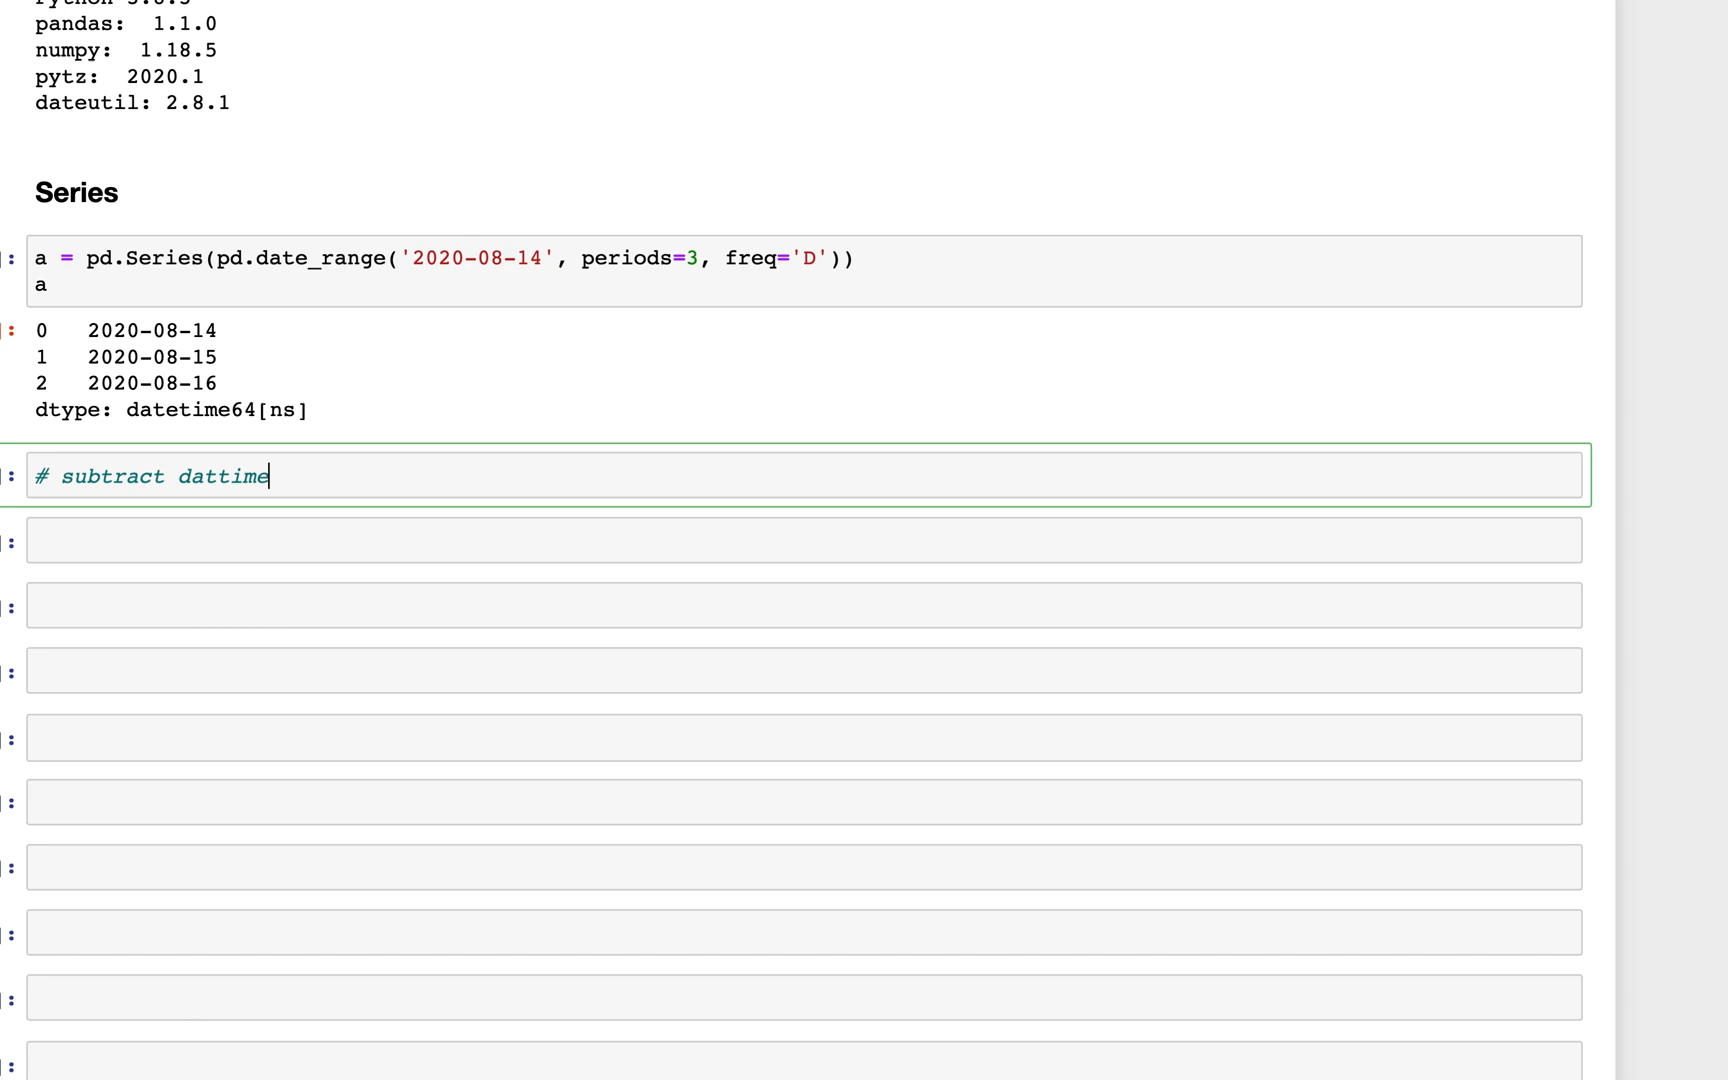 pandas:  1.1.0
numpy:  1.18.5
pytz:  2020.1
dateutil: 2.8.1
Series
]: a = pd.Series(pd.date_range('2020-08-14', periods=3, freq='D'))
a
]: 0   2020-08-14
1   2020-08-15
2   2020-08-16
dtype: datetime64[ns]
]: # subtract dattime
]:
]:
]:
]:
]:
]:
]:
]:
]: